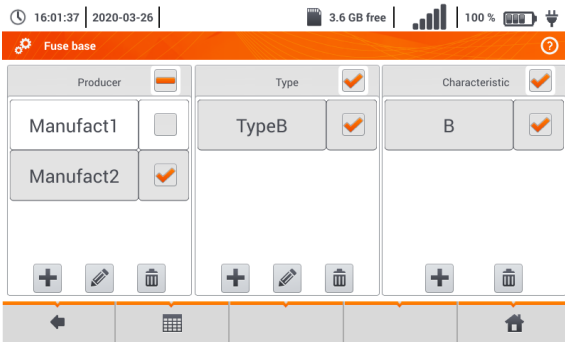 16:01:37 2020-03-26 3.6 GB free 100 %
Fuse base ?
Producer Type Characteristic
Manufact1 TypeB B
Manufact2